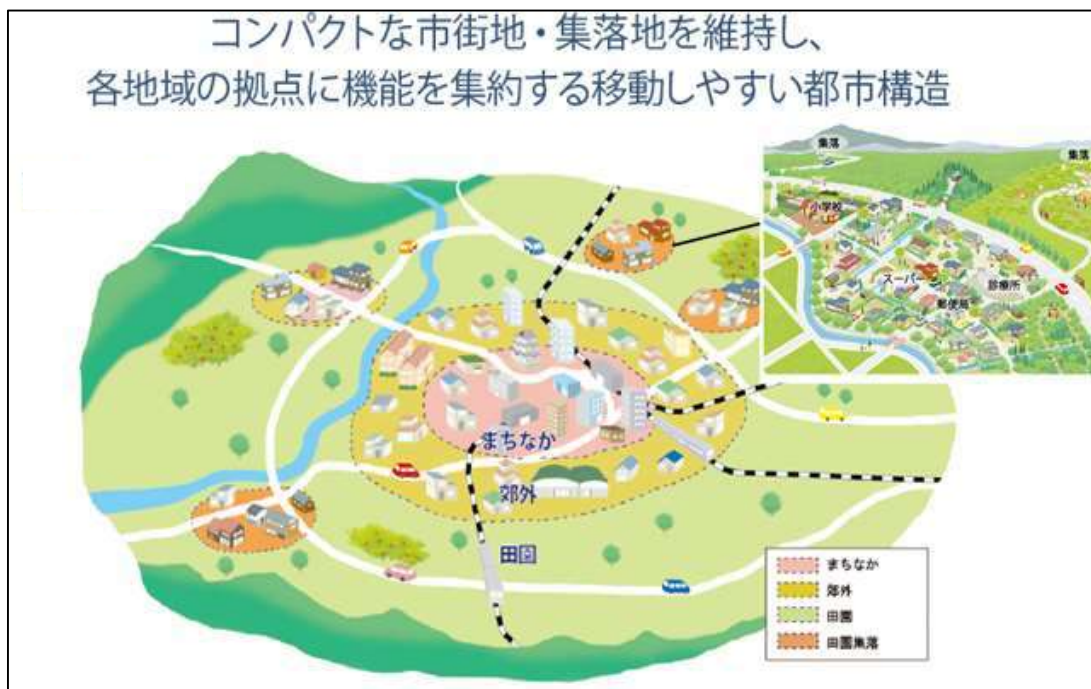 コンパクトな市街地・集落地を維持し、
各地域の拠点に機能を集約する移動しやすい都市構造
集落
集落
小学校
スーパー
診療所
郵便局
まちなか
郊外
田園
まちなか
郊外
田園
田園集落